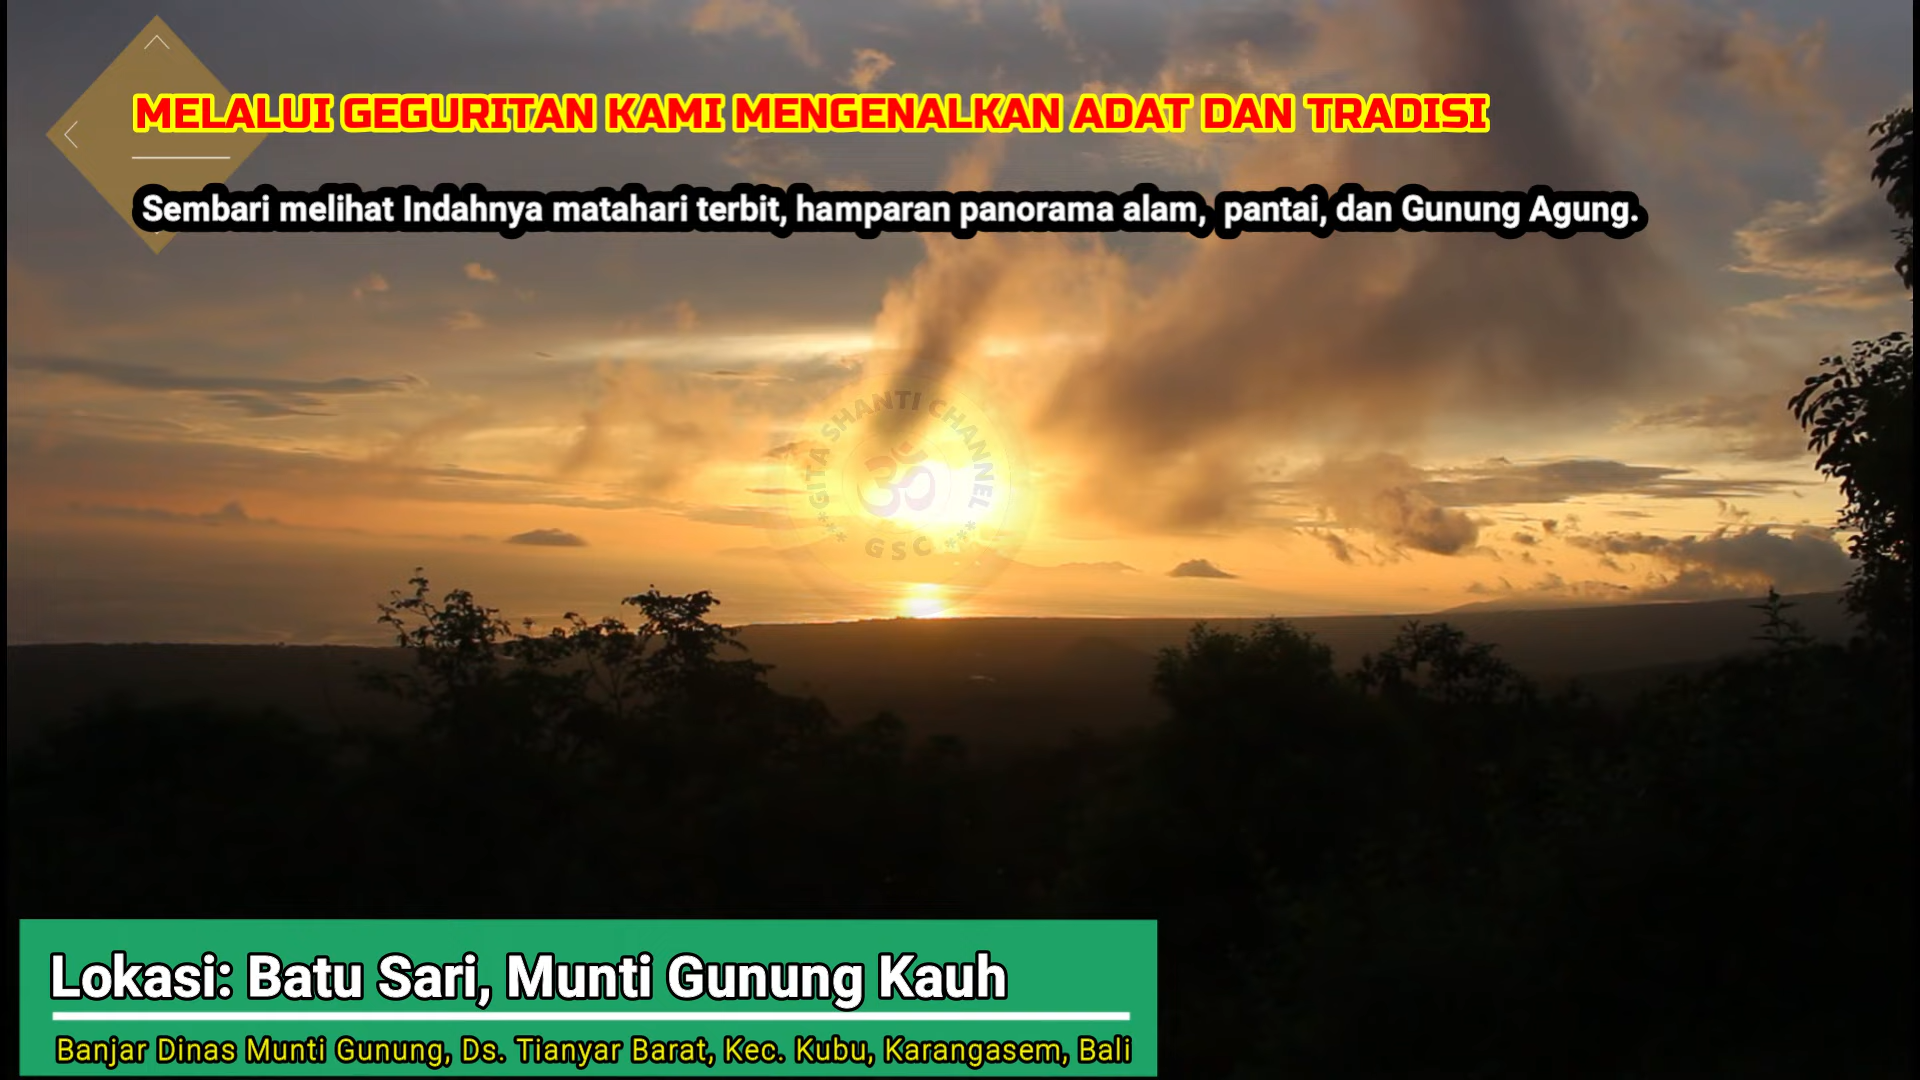 MELALUI GEGURITAN KAMI MENGENALKAN ADAT DAN TRADISI
Sembari melihat Indahnya matahari terbit, hamparan panorama alam, pantai, dan Gunung Agung.
**GITA SHANTI CHANNEL**
ॐ
GSC
Lokasi: Batu Sari, Munti Gunung Kauh
Banjar Dinas Munti Gunung, Ds. Tianyar Barat, Kec. Kubu, Karangasem, Bali